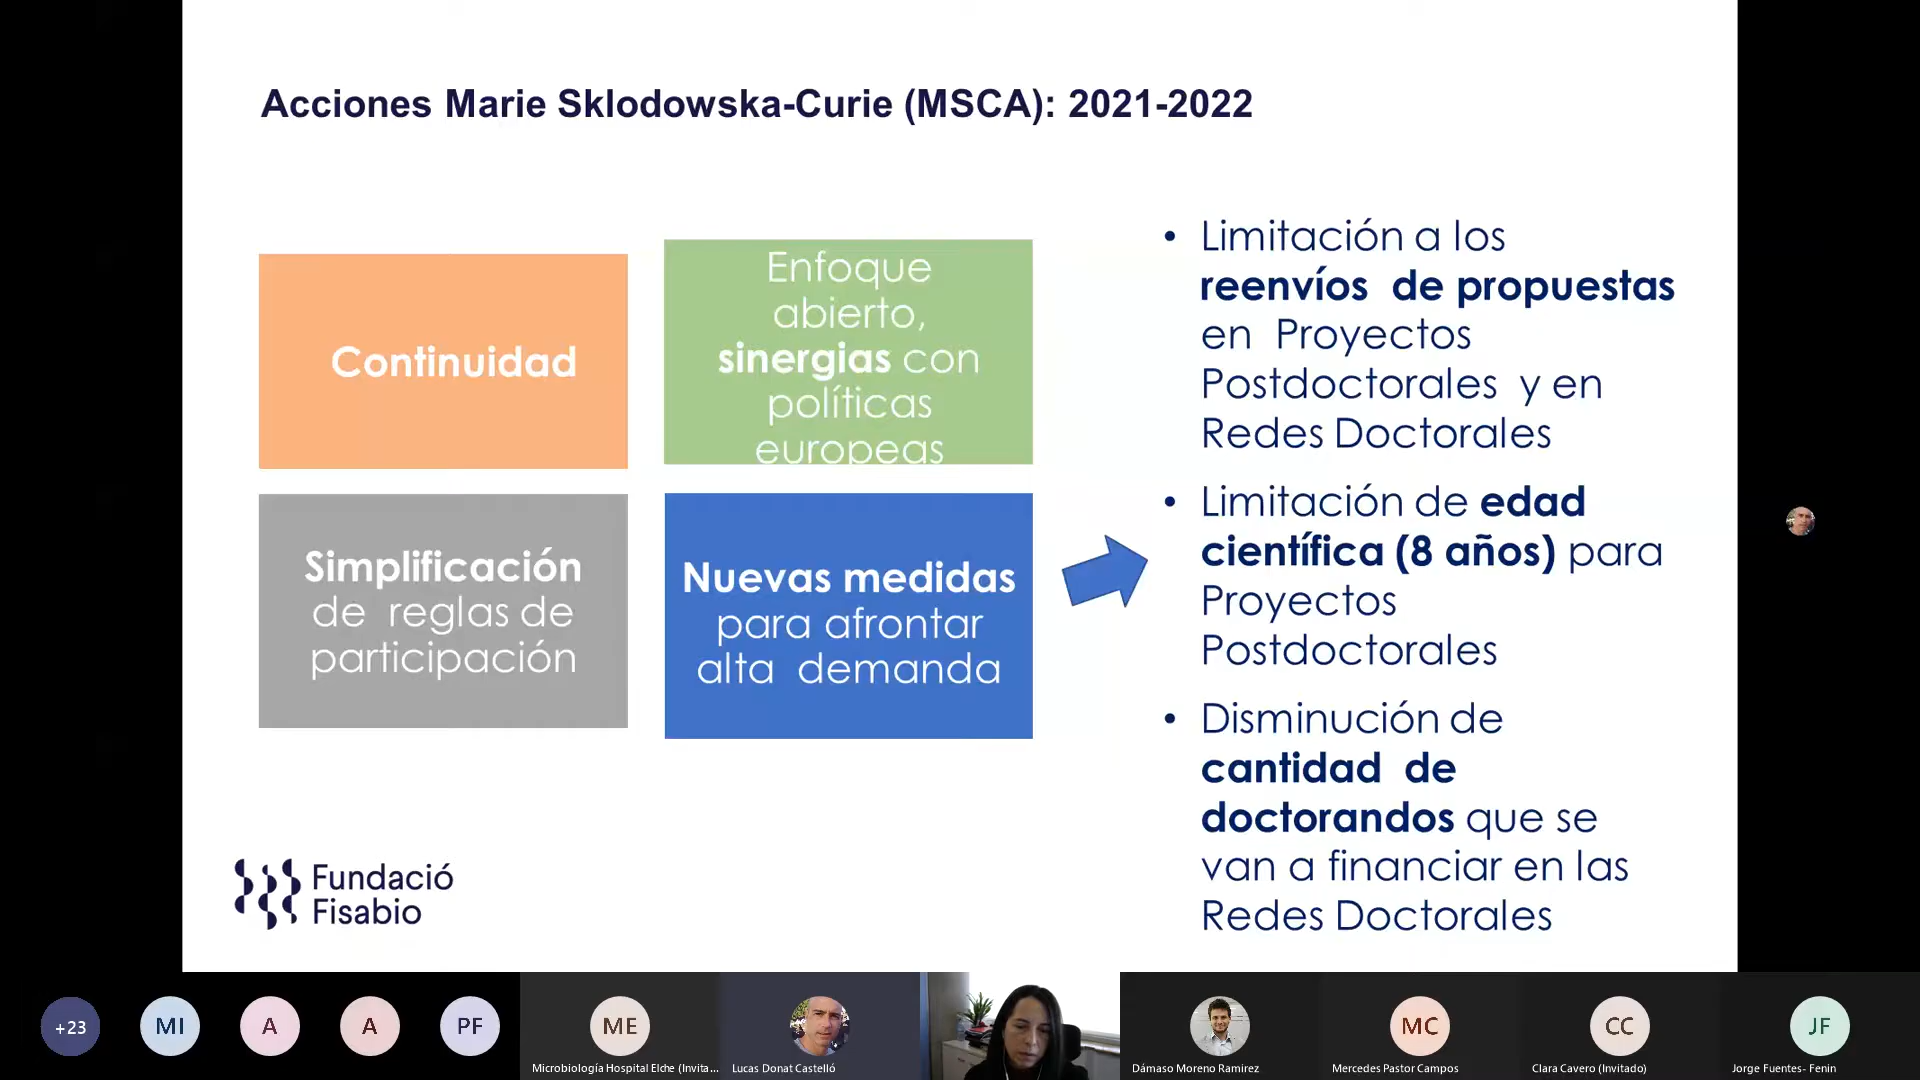 Acciones Marie Sklodowska-Curie (MSCA): 2021-2022
Continuidad
Enfoque
abierto,
sinergias con
políticas
europeas
Simplificación
de reglas de
participación
Nuevas medidas
para afrontar
alta demanda
• Limitación a los
reenvíos de propuestas
en Proyectos
Postdoctorales y en
Redes Doctorales
• Limitación de edad
científica (8 años) para
Proyectos
Postdoctorales
• Disminución de
cantidad de
doctorandos que se
van a financiar en las
Redes Doctorales
Fundació
Fisabio
+23
MI
A
A
PF
ME
Microbiología Hospital Elche (Invita...
Lucas Donat Castelló
Dámaso Moreno Ramirez
MC
Mercedes Pastor Campos
CC
Clara Cavero (Invitado)
JF
Jorge Fuentes- Fenin